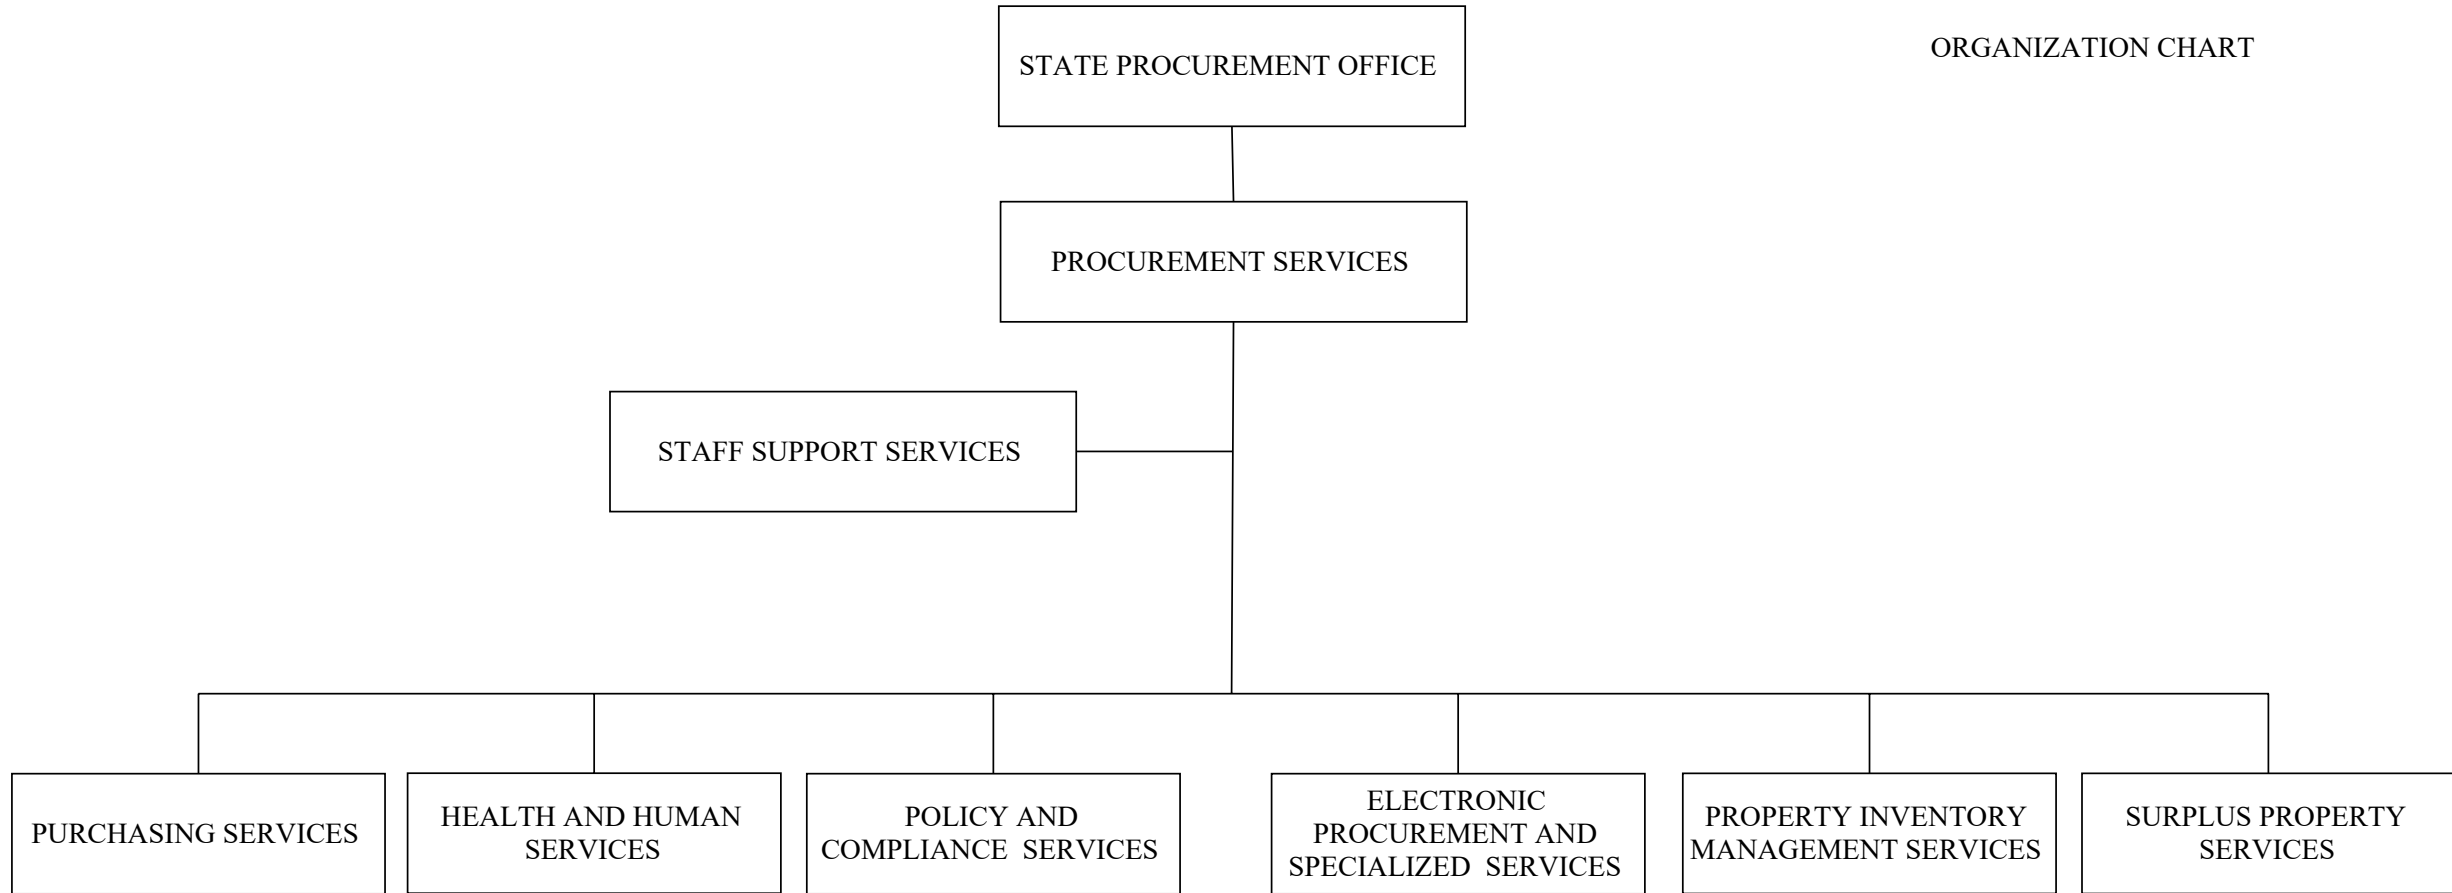 STATE PROCUREMENT OFFICE
ORGANIZATION CHART
PROCUREMENT SERVICES
STAFF SUPPORT SERVICES
PURCHASING SERVICES
HEALTH AND HUMAN
SERVICES
POLICY AND
COMPLIANCE  SERVICES
ELECTRONIC
PROCUREMENT AND
SPECIALIZED  SERVICES
PROPERTY INVENTORY
MANAGEMENT SERVICES
SURPLUS PROPERTY
SERVICES